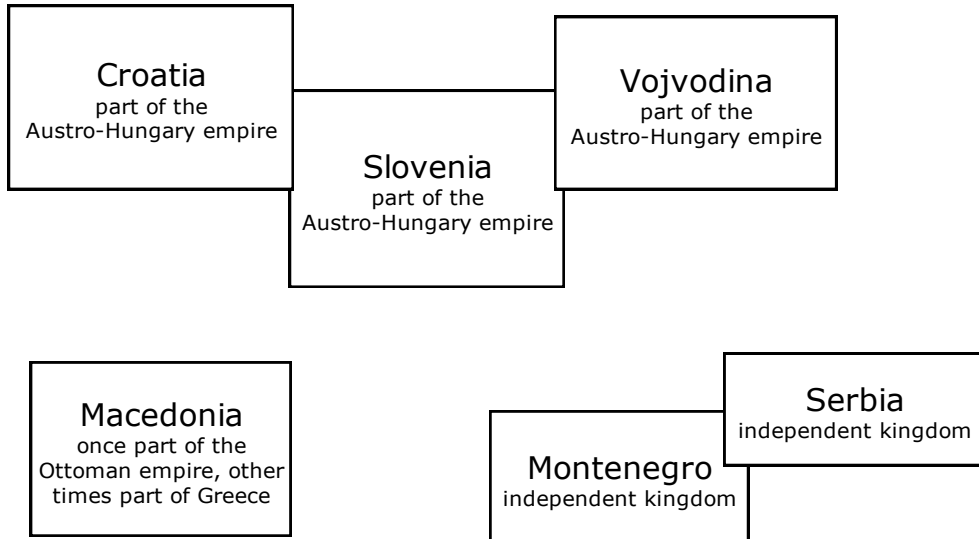 Croatia
part of the
Austro-Hungary empire
Slovenia
part of the
Austro-Hungary empire
Vojvodina
part of the
Austro-Hungary empire
Macedonia
once part of the
Ottoman empire, other
times part of Greece
Montenegro
independent kingdom
Serbia
independent kingdom